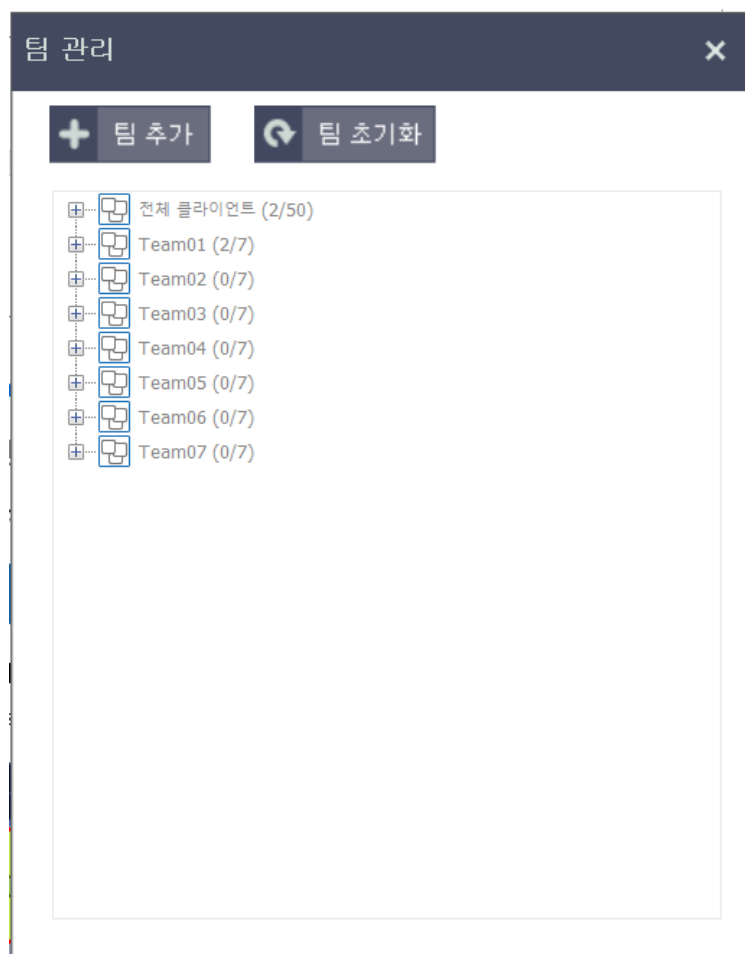 팀 관리
팀 추가 팀 초기화
전체 클라이언트 (2/50)
Team01 (2/7)
Team02 (0/7)
Team03 (0/7)
Team04 (0/7)
Team05 (0/7)
Team06 (0/7)
Team07 (0/7)